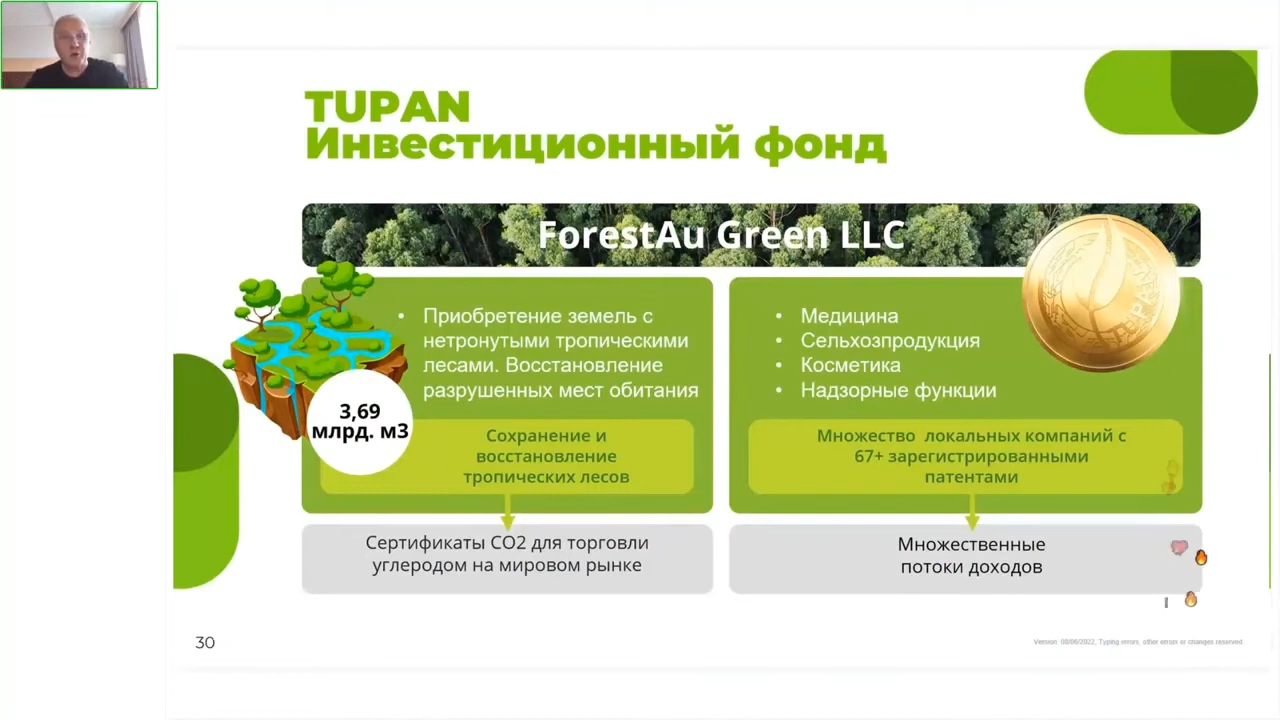 TUPAN
Инвестиционный фонд
ForestAu Green LLC
• Приобретение земель с
нетронутыми тропическими
лесами. Восстановление
разрушенных мест обитания
3,69
млрд. м3
Сохранение и
восстановление
тропических лесов
Сертификаты CO2 для торговли
углеродом на мировом рынке
• Медицина
• Сельхозпродукция
• Косметика
• Надзорные функции
TUPAN
Множество локальных компаний с
67+ зарегистрированными
патентами
Множественные
потоки доходов
30
Version: 08/06/2022, Typing errors, other errors or changes reserved